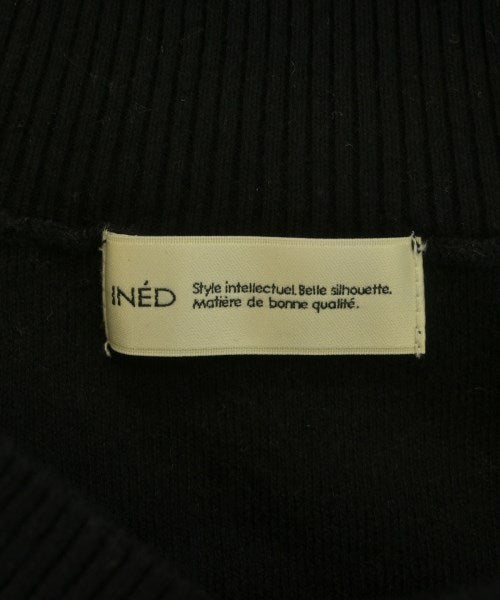 INÉD
Style intellectuel. Belle silhouette.
Matière de bonne qualité.